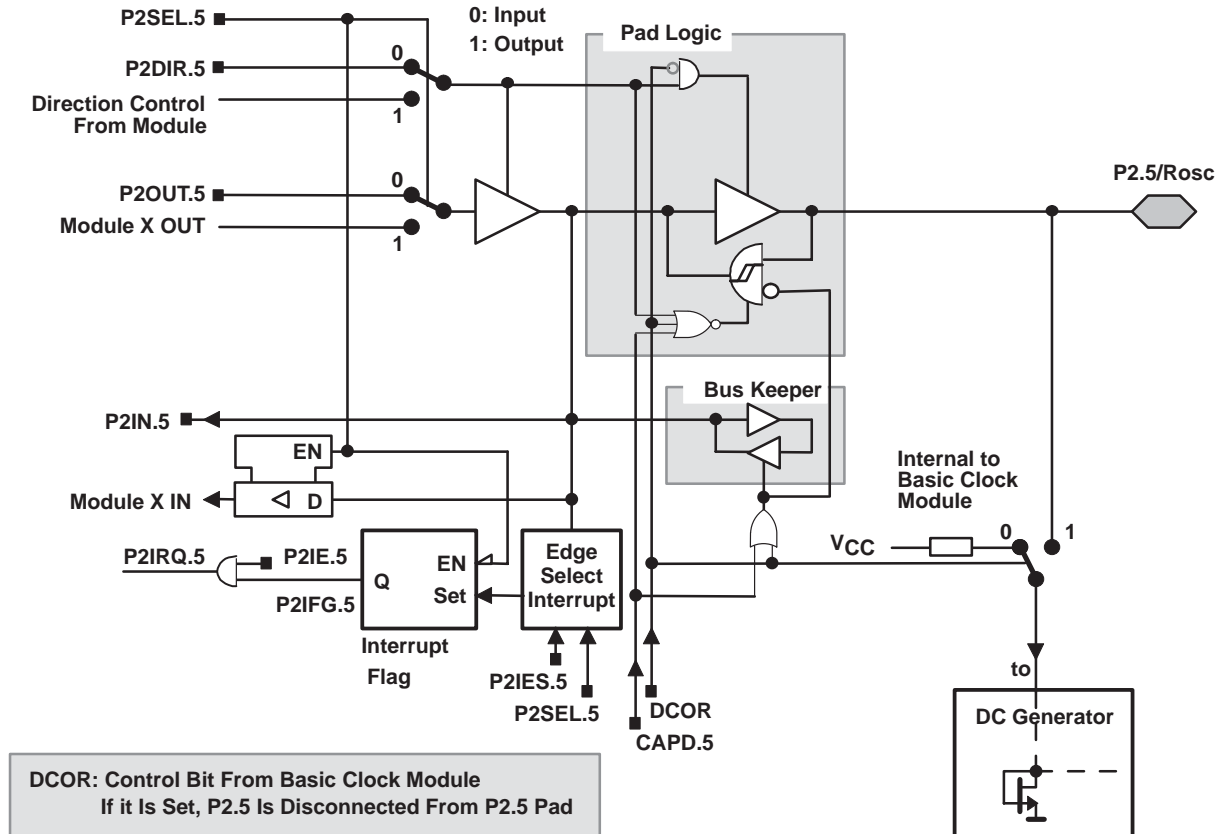 P2SEL.5
0: Input
1: Output
Pad Logic
P2DIR.5
0
Direction Control
From Module
1
P2OUT.5
0
Module X OUT
1
P2.5/Rosc
Bus Keeper
P2IN.5
EN
Module X IN
D
Internal to
Basic Clock
Module
VCC
0
1
P2IRQ.5
P2IE.5
P2IFG.5
Q
EN
Set
Edge
Select
Interrupt
Interrupt
Flag
P2IES.5
P2SEL.5
DCOR
CAPD.5
to
DC Generator
DCOR: Control Bit From Basic Clock Module
If it Is Set, P2.5 Is Disconnected From P2.5 Pad